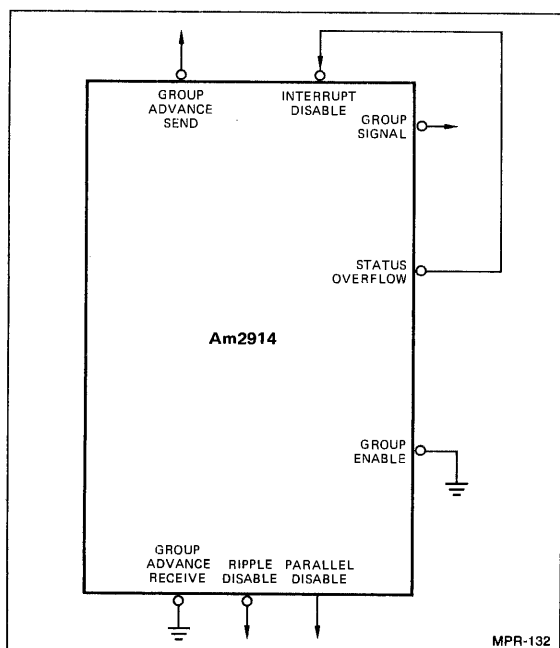 GROUP
ADVANCE
SEND
INTERRUPT
DISABLE
GROUP
SIGNAL
STATUS
OVERFLOW
Am2914
GROUP
ENABLE
GROUP
ADVANCE
RECEIVE
RIPPLE
DISABLE
PARALLEL
DISABLE
MPR-132